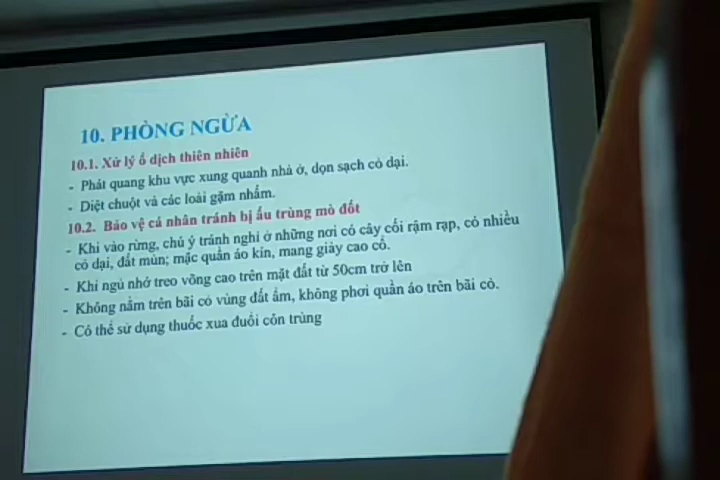 10. PHÒNG NGỪA
10.1. Xử lý ổ dịch thiên nhiên
- Phát quang khu vực xung quanh nhà ở, dọn sạch cỏ dại.
- Diệt chuột và các loài gặm nhấm.
10.2. Bảo vệ cá nhân tránh bị ấu trùng mò đốt
- Khi vào rừng, chú ý tránh nghỉ ở những nơi có cây cối rậm rạp, có nhiều
cỏ dại, đất mùn; mặc quần áo kín, mang giày cao cổ.
- Khi ngủ nhớ treo võng cao trên mặt đất từ 50cm trở lên
- Không nằm trên bãi cỏ vùng đất ẩm, không phơi quần áo trên bãi cỏ.
- Có thể sử dụng thuốc xua đuổi côn trùng